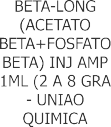 BETA-LONG
(ACETATO
BETA+FOSFATO
BETA) INJ AMP
1ML (2 A 8 GRA
- UNIAO
QUIMICA